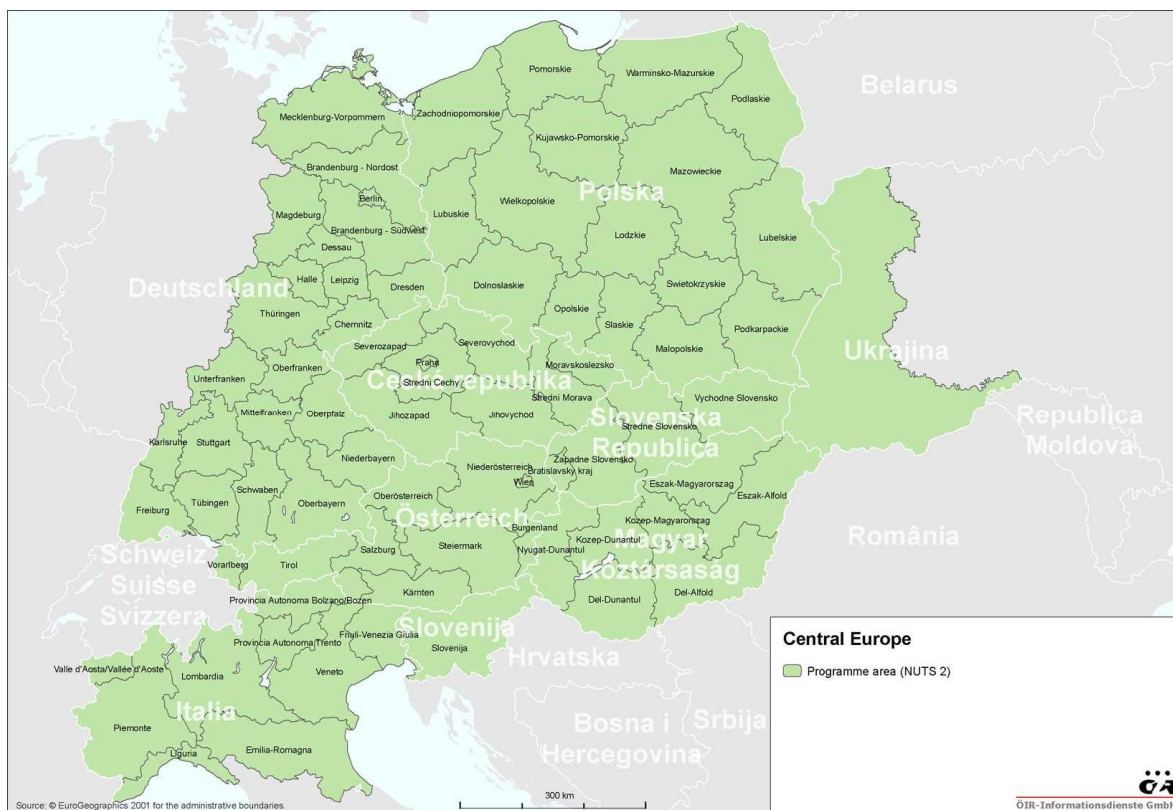 Pomorskie
Warminsko-Mazurskie
Belarus
Podlaskie
Zachodniopomorskie
Mecklenburg-Vorpommern
Kujawsko-Pomorskie
Brandenburg - Nordost
Mazowieckie
Polska
Berlin
Wielkopolskie
Magdeburg
Lubuskie
Brandenburg - Südwest
Lodzkie
Lubelskie
Dessau
Deutschland
Halle
Leipzig
Dresden
Dolnoslaskie
Swietokrzyskie
Thüringen
Opolskie
Chemnitz
Slaskie
Podkarpackie
Severozapad
Severovychod
Malopolskie
Ukrajina
Oberfranken
Praha
Moravskoslezsko
Unterfranken
Ceská republika
Stredni Cechy
Stredni Morava
Vychodne Slovensko
Mittelfranken
Oberpfalz
Jihozapad
Jihovychod
Slovenska
Republica
Stredne Slovensko
Republica
Moldova
Karlsruhe
Stuttgart
Niederbayern
Zapadne Slovensko
Niederösterreich
Bratislavsky kraj
Wien
Schwaben
Eszak-Magyarorszag
Eszak-Alfold
Tübingen
Oberbayern
Oberösterreich
Freiburg
Österreich
Burgenland
Kozep-Magyarorszag
Kozep-Dunantul
România
Steiermark
Nyugat-Dunantul
Magyar
Köztársaság
Schweiz
Suisse
Svízzera
Salzburg
Vorarlberg
Tirol
Kärnten
Del-Dunantul
Del-Alfold
Provincia Autonoma Bolzano/Bozen
Slovenija
Friuli-Venezia Giulia
Provincia Autonoma Trento
Slovenija
Hrvatska
Valle d'Aosta/Vallée d'Aoste
Lombardia
Veneto
Italia
Piemonte
Bosna i
Hercegovina
Srbija
Emilia-Romagna
Liguria
Central Europe
Programme area (NUTS 2)
300 km
Source: © EuroGeographics 2001 for the administrative boundaries.
ÖIR-Informationsdienste GmbH